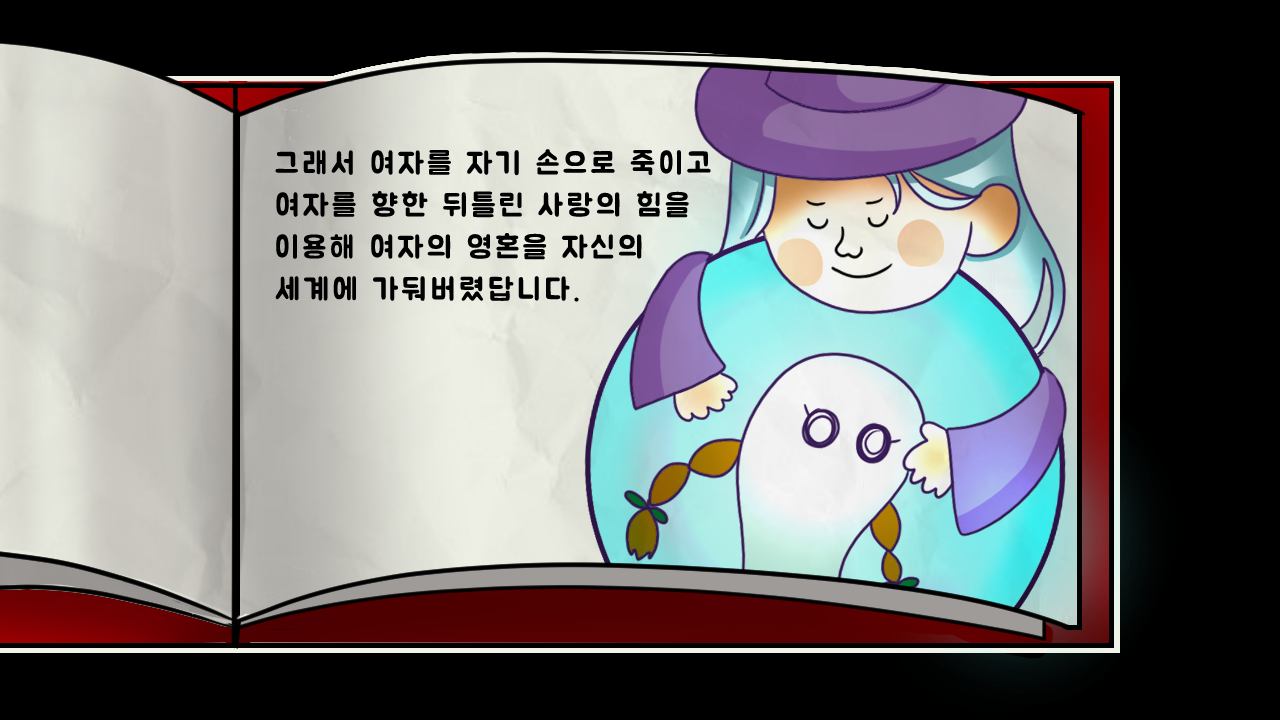 그래서 여자를 자기 손으로 죽이고
여자를 향한 뒤틀린 사랑의 힘을
이용해 여자의 영혼을 자신의
세계에 가둬버렸답니다.